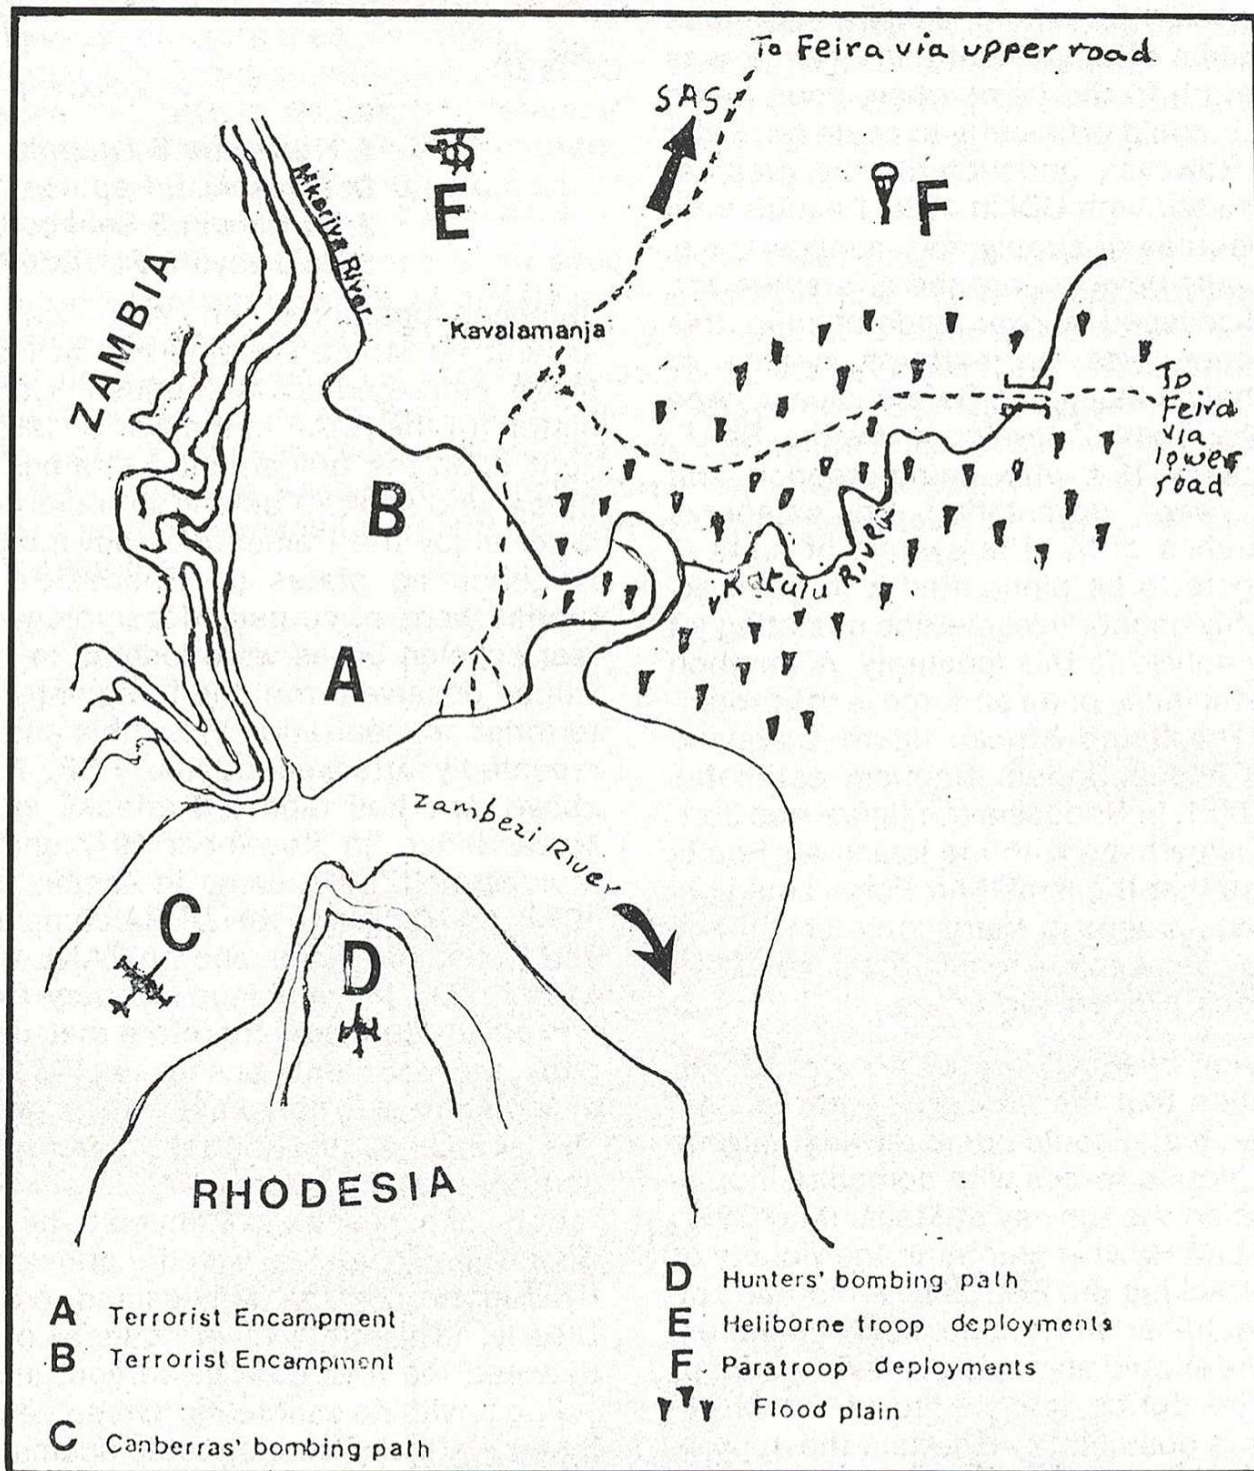 To Feira via upper road
SAS
E
F
Mkariva River
ZAMBIA
Kavalamanja
To
Feira
via
lower
road
B
Katulu River
A
Zambezi River
C
D
RHODESIA
A Terrorist Encampment
B Terrorist Encampment
C Canberras' bombing path
D Hunters' bombing path
E Heliborne troop deployments
F Paratroop deployments
Flood plain